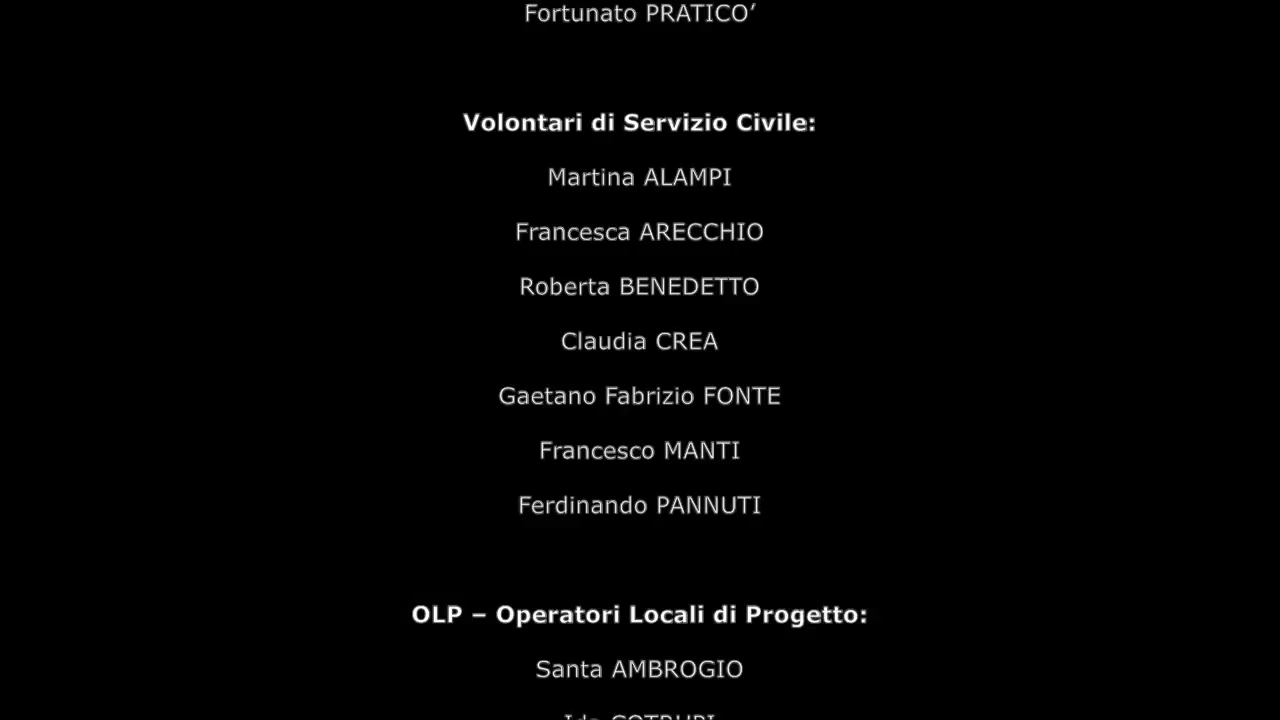 Fortunato PRATICO’
Volontari di Servizio Civile:
Martina ALAMPI
Francesca ARECCHIO
Roberta BENEDETTO
Claudia CREA
Gaetano Fabrizio FONTE
Francesco MANTI
Ferdinando PANNUTI
OLP – Operatori Locali di Progetto:
Santa AMBROGIO